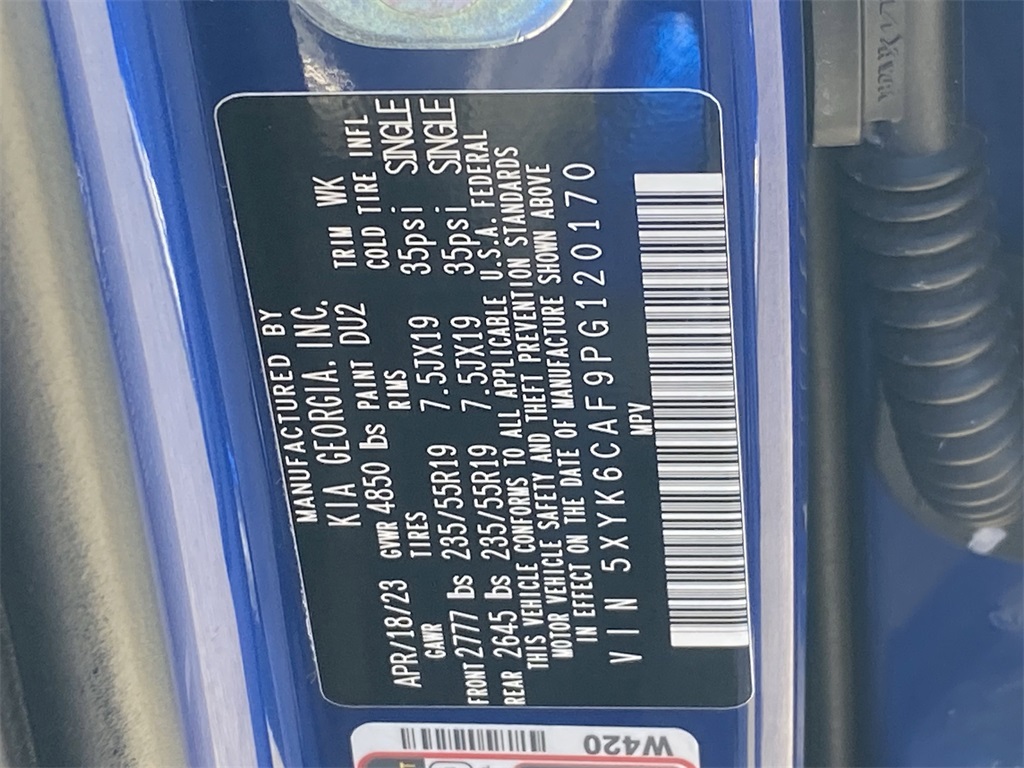 MANUFACTURED BY
KIA GEORGIA. INC.
APR/18/23 GVWR 4850 lbs PAINT DU2 TRIM WK
GAWR TIRES RIMS COLD TIRE INFL
FRONT 2777 lbs 235/55R19 7.5JX19 35psi SINGLE
REAR 2645 lbs 235/55R19 7.5JX19 35psi SINGLE
THIS VEHICLE CONFORMS TO ALL APPLICABLE U.S.A. FEDERAL
MOTOR VEHICLE SAFETY AND THEFT PREVENTION STANDARDS
IN EFFECT ON THE DATE OF MANUFACTURE SHOWN ABOVE
VIN 5XYK6CAF9PG120170
MPV
W420